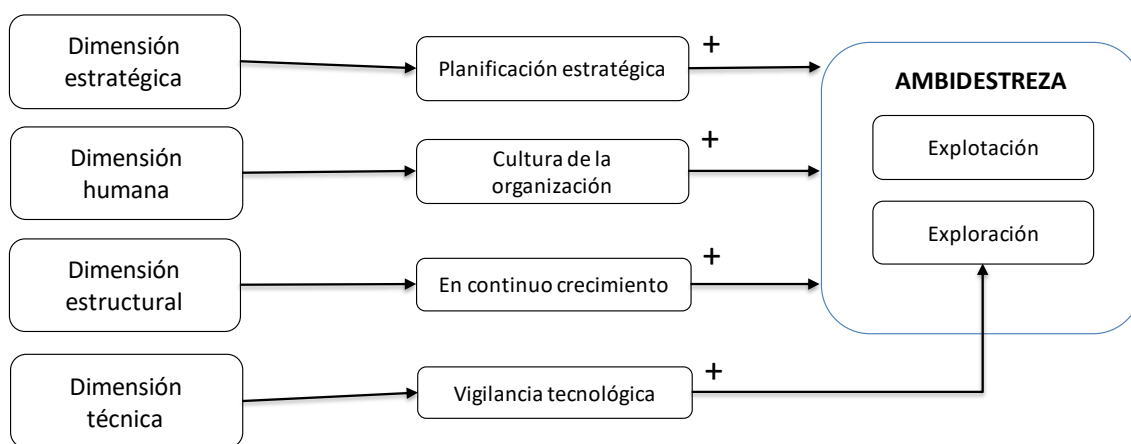 Dimensión
estratégica
Planificación estratégica
+
AMBIDESTREZA
Explotación
Exploración
Dimensión
humana
Cultura de la
organización
+
Dimensión
estructural
En continuo crecimiento
+
Dimensión
técnica
Vigilancia tecnológica
+